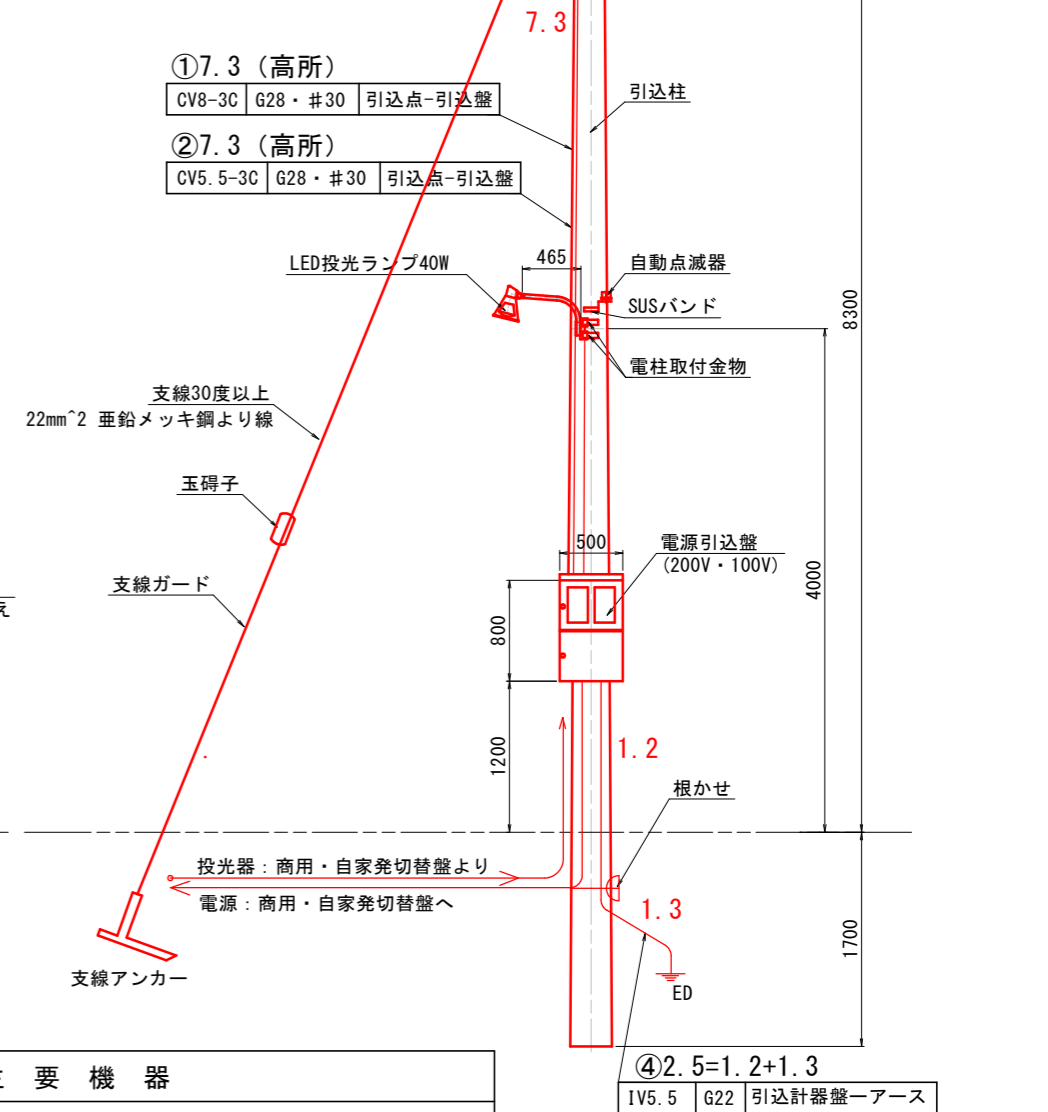 7.3
①7.3 (高所)
CV8-3C G28・#30 引込点-引込盤
引込柱
②7.3 (高所)
CV5.5-3C G28・#30 引込点-引込盤
LED投光ランプ40W
465
自動点滅器
SUSバンド
8300
電柱取付金物
支線30度以上
22mm^2 亜鉛メッキ鋼より線
玉碍子
500
電源引込盤
(200V・100V)
4000
支線ガード
え
800
1200
1.2
根かせ
投光器：商用・自家発切替盤より
電源：商用・自家発切替盤へ
1.3
1700
支線アンカー
ED
④2.5=1.2+1.3
IV5.5 G22 引込計器盤ーアース
要機器